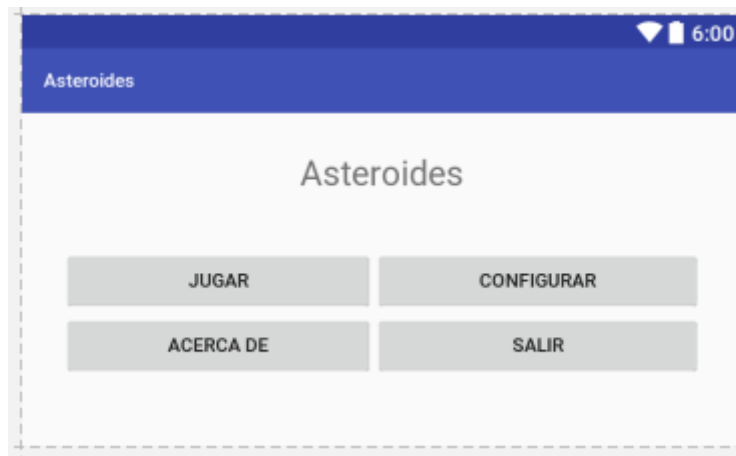 6:00
Asteroides
Asteroides
JUGAR CONFIGURAR
ACERCA DE SALIR